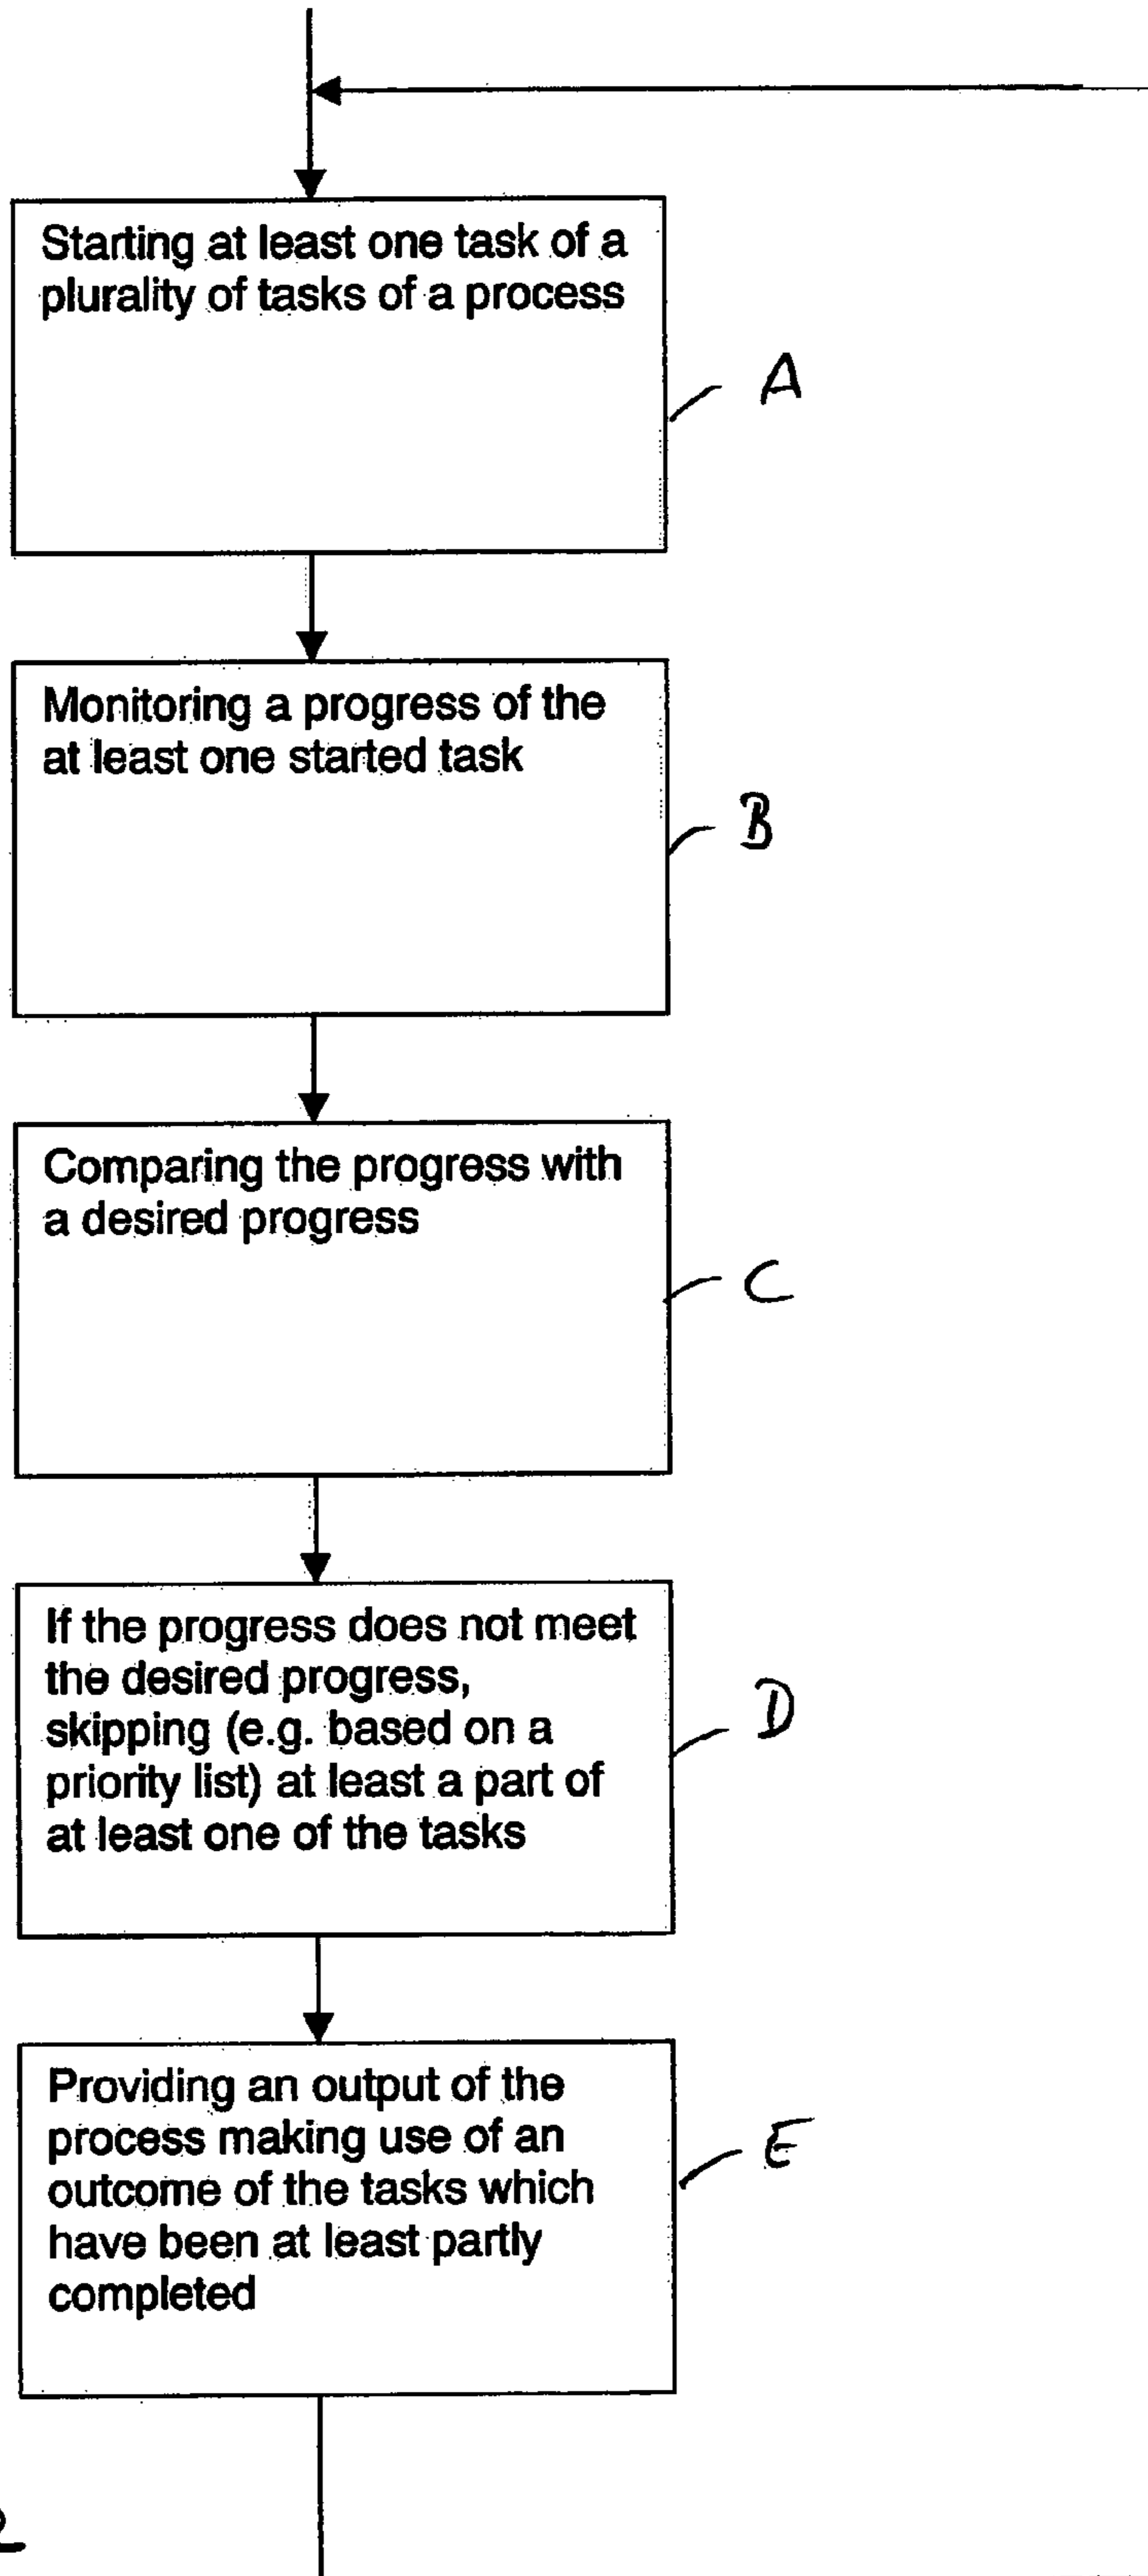 Starting at least one task of a
plurality of tasks of a process
A
Monitoring a progress of the
at least one started task
B
Comparing the progress with
a desired progress
C
If the progress does not meet
the desired progress,
skipping (e.g. based on a
priority list) at least a part of
at least one of the tasks
D
Providing an output of the
process making use of an
outcome of the tasks which
have been at least partly
completed
E